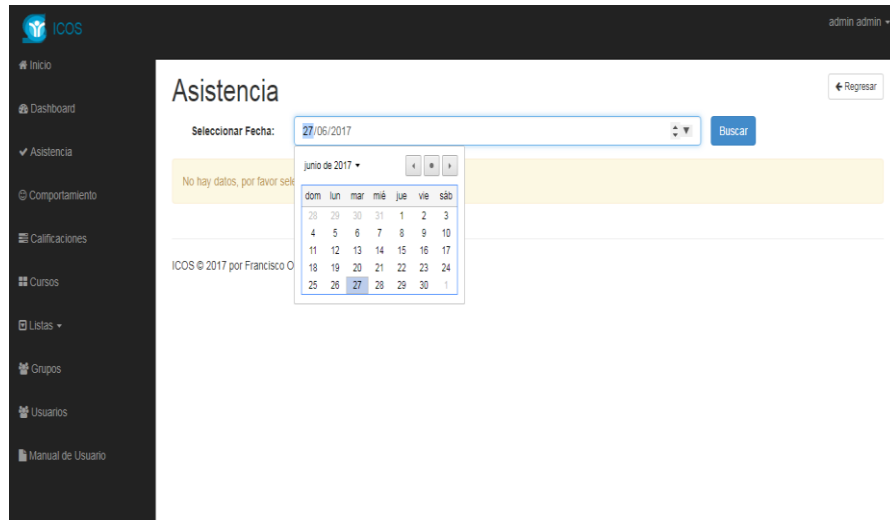 ICOS
admin admin
Inicio
Dashboard
Asistencia
Comportamiento
Calificaciones
Cursos
Listas
Grupos
Usuarios
Manual de Usuario
Asistencia
Regresar
Seleccionar Fecha:
27/06/2017
Buscar
No hay datos, por favor sele
junio de 2017
dom lun mar mié jue vie sáb
28 29 30 31 1 2 3
4 5 6 7 8 9 10
11 12 13 14 15 16 17
18 19 20 21 22 23 24
25 26 27 28 29 30 1
ICOS © 2017 por Francisco O